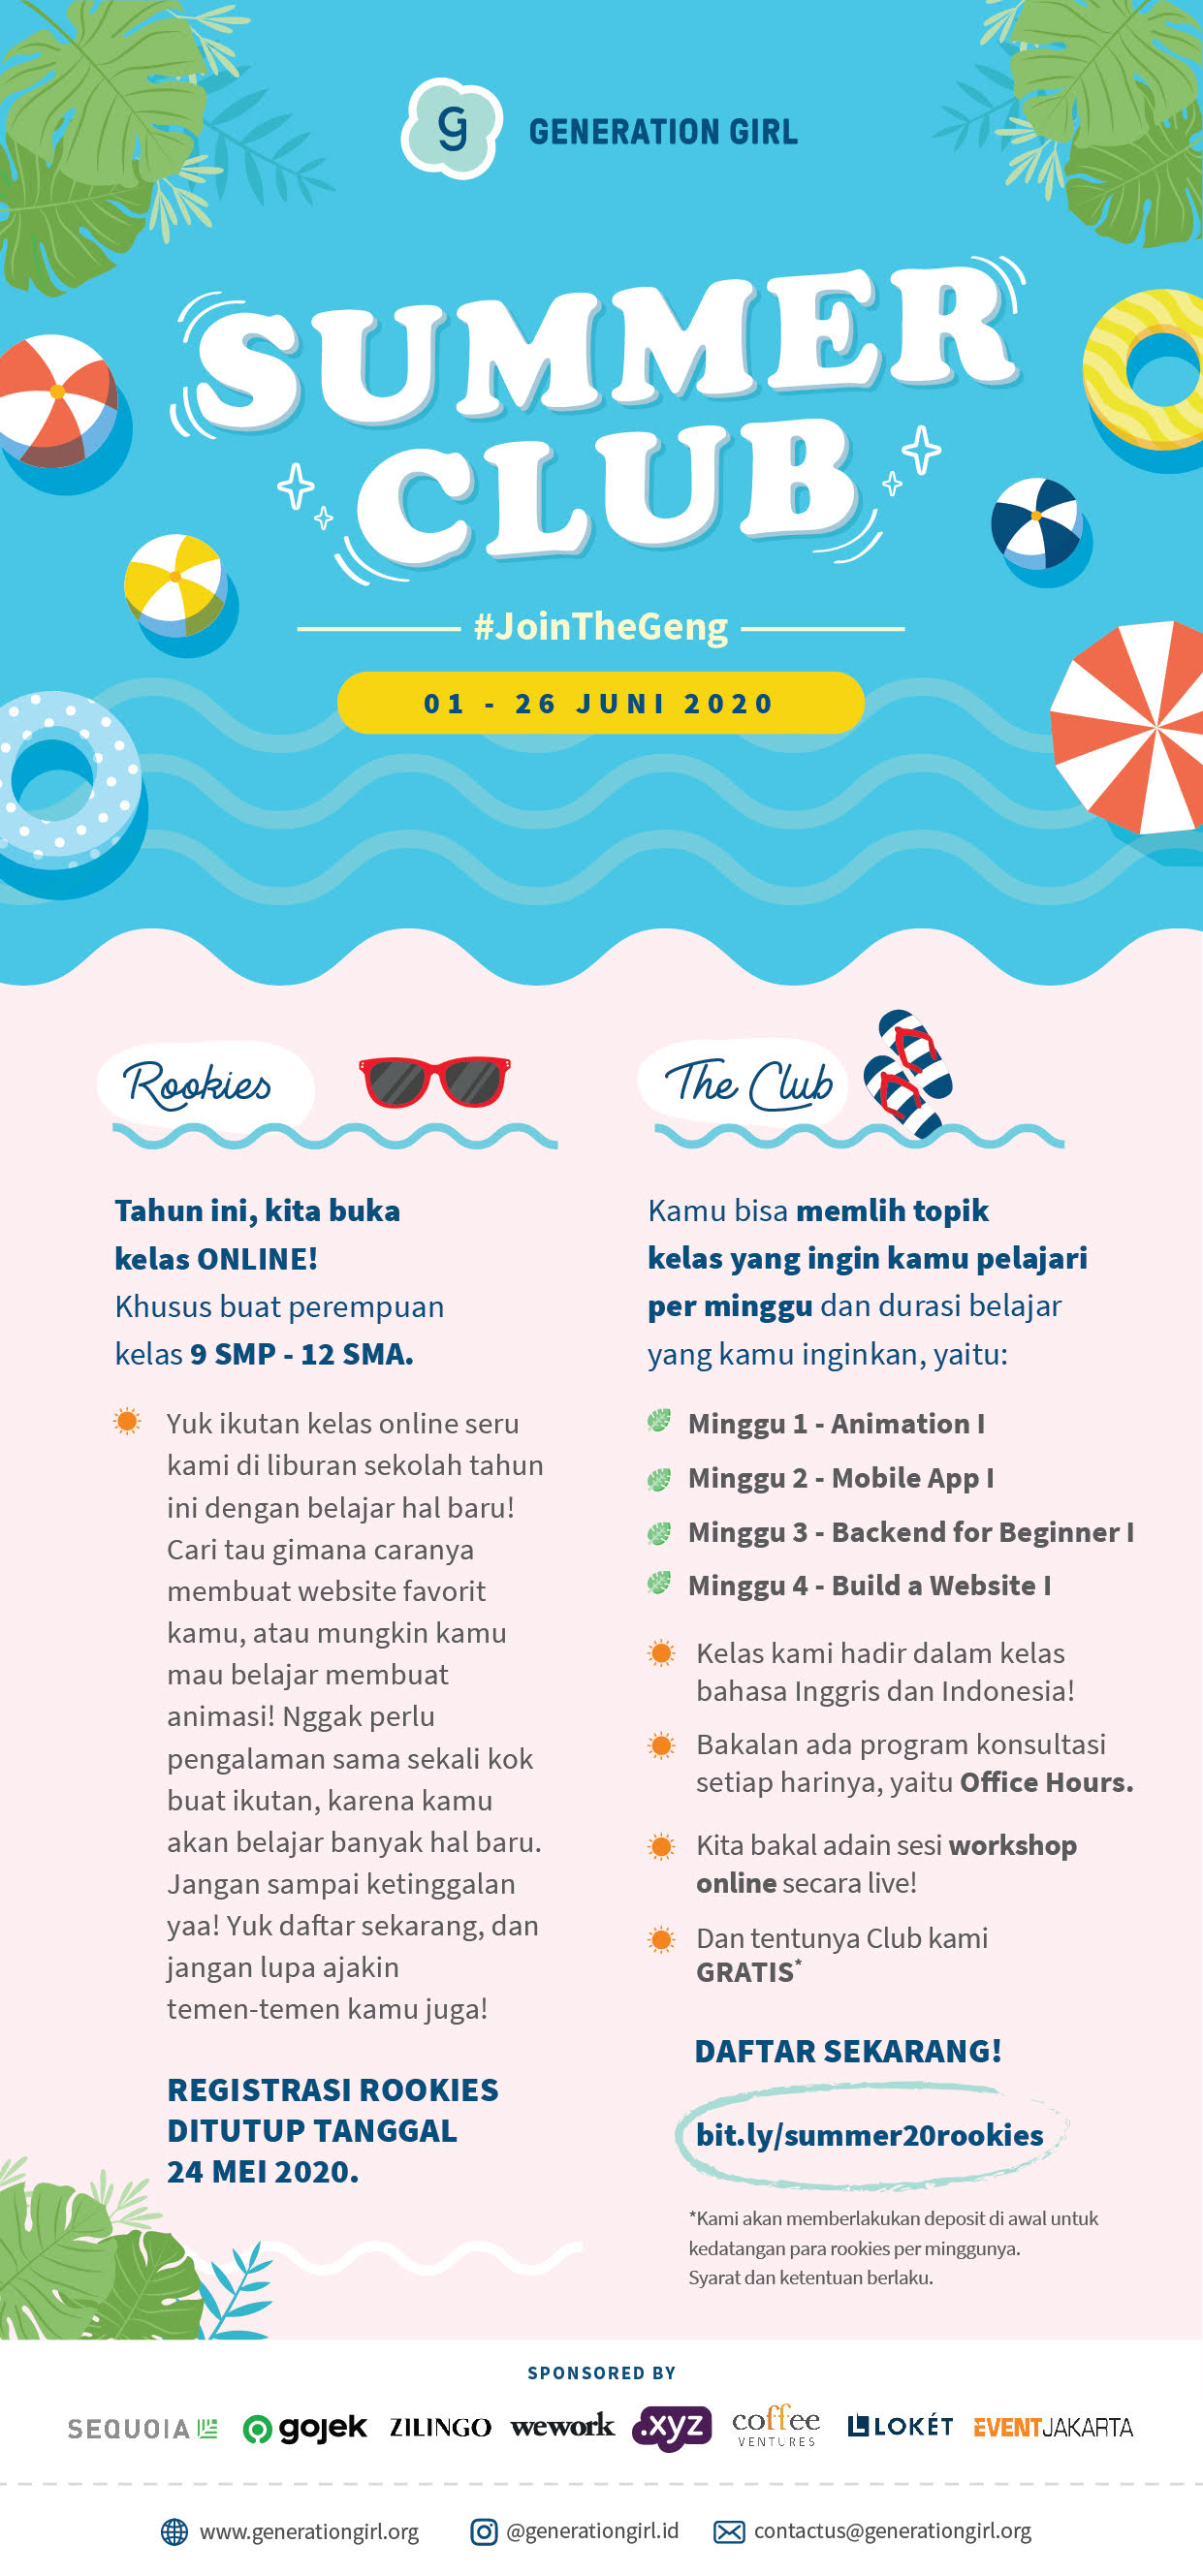 g
GENERATION GIRL
SUMMER
CLUB
#JoinTheGeng
01 - 26 JUNI 2020
Rookies
Tahun ini, kita buka
kelas ONLINE!
Khusus buat perempuan
kelas 9 SMP - 12 SMA.
Yuk ikutan kelas online seru
kami di liburan sekolah tahun
ini dengan belajar hal baru!
Cari tau gimana caranya
membuat website favorit
kamu, atau mungkin kamu
mau belajar membuat
animasi! Nggak perlu
pengalaman sama sekali kok
buat ikutan, karena kamu
akan belajar banyak hal baru.
Jangan sampai ketinggalan
yaa! Yuk daftar sekarang, dan
jangan lupa ajakin
temen-temen kamu juga!
REGISTRASI ROOKIES
DITUTUP TANGGAL
24 MEI 2020.
The Club
Kamu bisa memlih topik
kelas yang ingin kamu pelajari
per minggu dan durasi belajar
yang kamu inginkan, yaitu:
Minggu 1 - Animation I
Minggu 2 - Mobile App I
Minggu 3 - Backend for Beginner I
Minggu 4 - Build a Website I
Kelas kami hadir dalam kelas
bahasa Inggris dan Indonesia!
Bakalan ada program konsultasi
setiap harinya, yaitu Office Hours.
Kita bakal adain sesi workshop
online secara live!
Dan tentunya Club kami
GRATIS*
DAFTAR SEKARANG!
bit.ly/summer20rookies
*Kami akan memberlakukan deposit di awal untuk
kedatangan para rookies per minggunya.
Syarat dan ketentuan berlaku.
SPONSORED BY
SEQUOIA gojek ZILINGO wework .xyz coffee VENTURES LOKÉT EVENTJAKARTA
www.generationgirl.org @generationgirl.id contactus@generationgirl.org